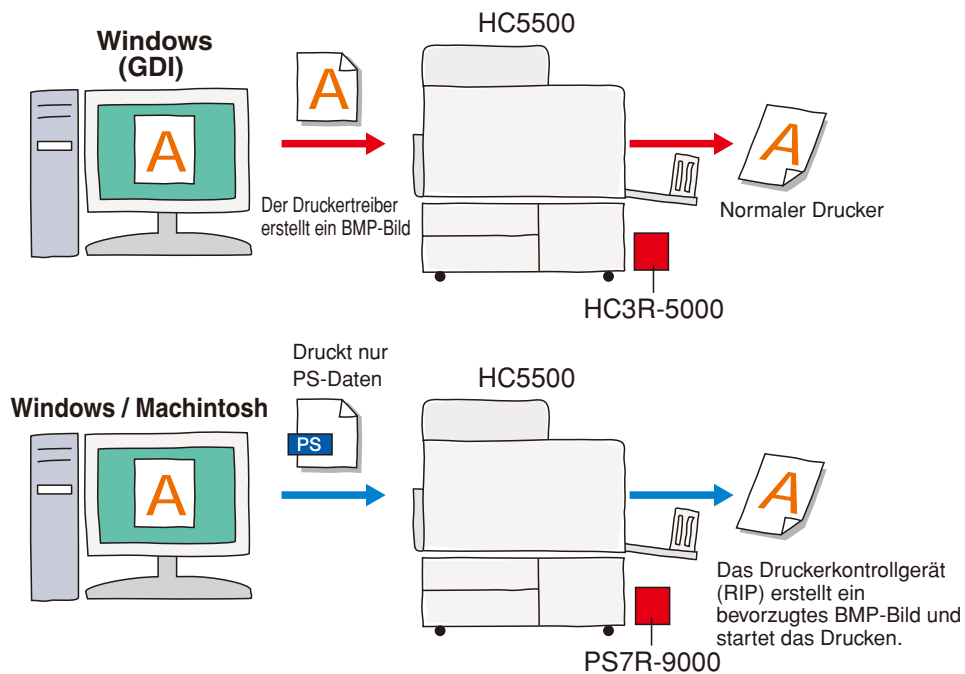 HC5500
Windows
(GDI)
A
A
A
Der Druckertreiber
erstellt ein BMP-Bild
Normaler Drucker
HC3R-5000
Druckt nur
PS-Daten
HC5500
Windows / Machintosh
PS
A
A
Das Druckerkontrollgerät
(RIP) erstellt ein
bevorzugtes BMP-Bild und
startet das Drucken.
PS7R-9000